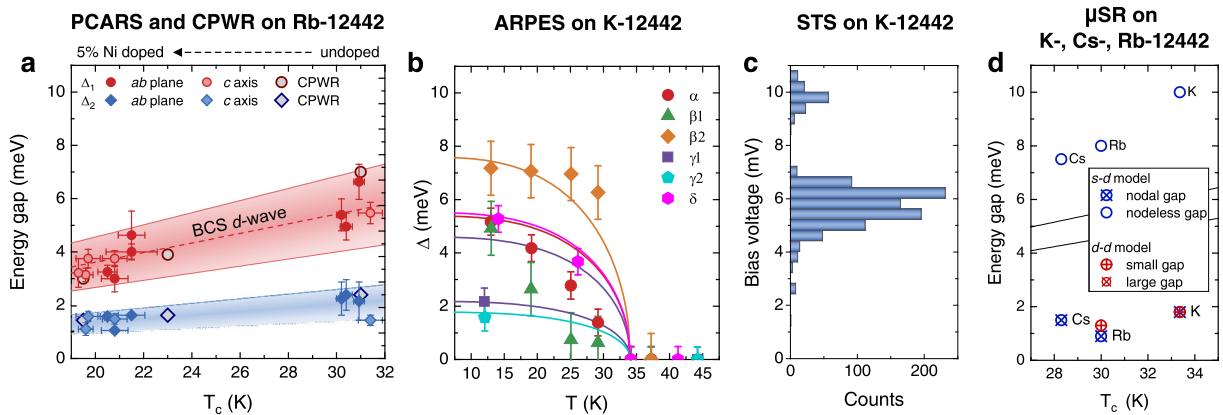 PCARS and CPWR on Rb-12442
5% Ni doped
undoped
a
Δ1
ab plane
c axis
CPWR
Δ2
ab plane
c axis
CPWR
Energy gap (meV)
10
8
6
4
2
0
BCS d-wave
20 22 24 26 28 30 32
Tc (K)
ARPES on K-12442
b
α
β1
β2
γ1
γ2
δ
Δ (meV)
10
8
6
4
2
0
10 15 20 25 30 35 40 45
T (K)
STS on K-12442
c
Bias voltage (mV)
10
8
6
4
2
0
0 100 200
Counts
μSR on
K-, Cs-, Rb-12442
d
Energy gap (meV)
10
8
6
4
2
0
K
Rb
Cs
s-d model
nodal gap
nodeless gap
d-d model
small gap
large gap
Cs
Rb
K
28 30 32 34
Tc (K)